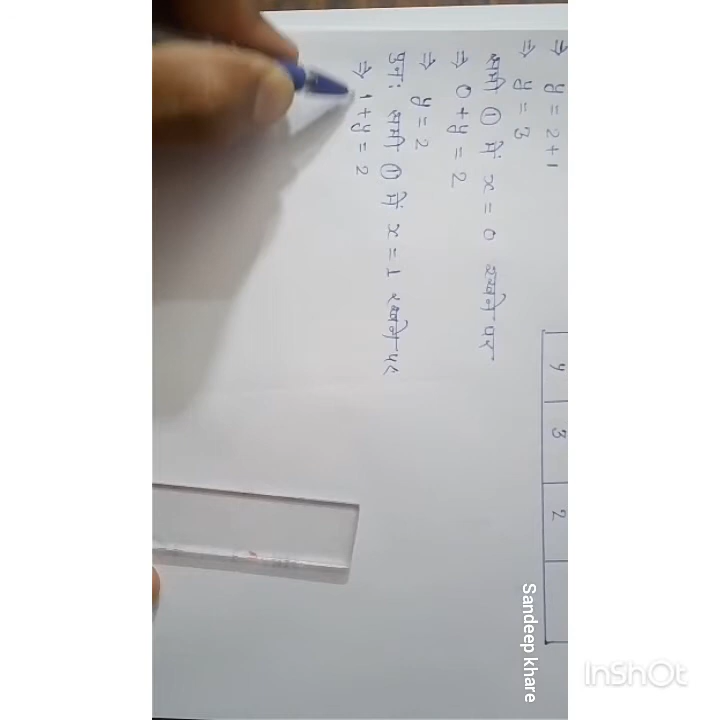 ⇒ y = 2 + 1
⇒ y = 3
समी ① में x = 0 रखने पर
⇒ 0 + y = 2
⇒ y = 2
पुनः समी ① में x = 1 रखने पर
⇒ 1 + y = 2
y 3 2
Sandeep khare
InShOt